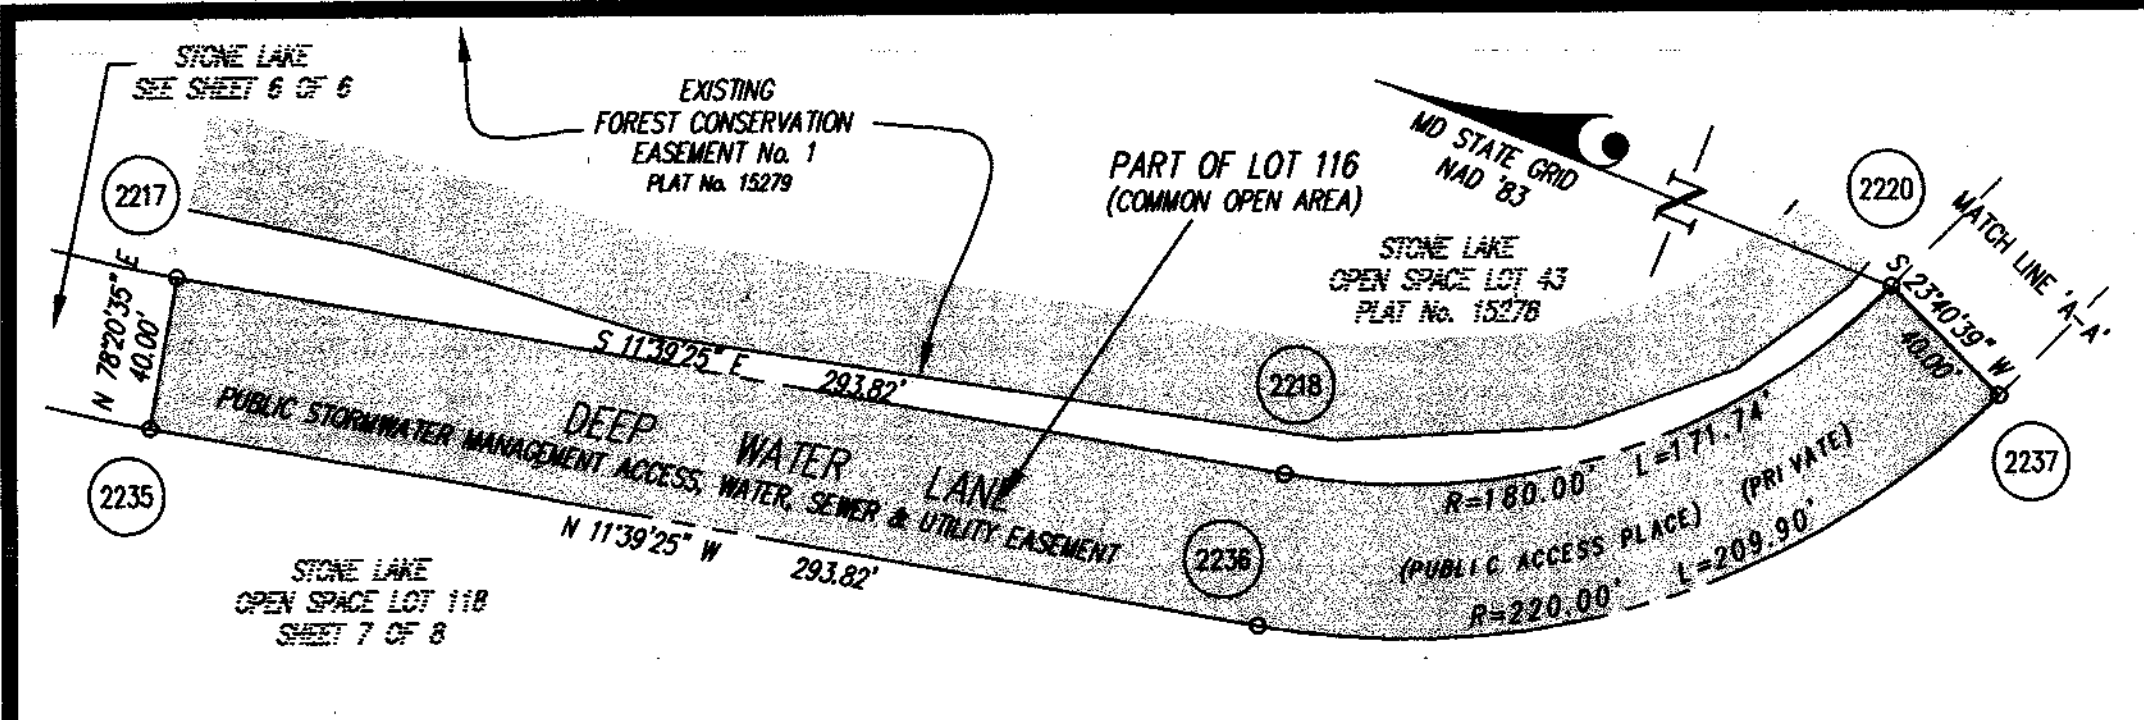 STONE LAKE
SEE SHEET 6 OF 6
EXISTING
FOREST CONSERVATION
EASEMENT No. 1
PLAT No. 15279
PART OF LOT 116
(COMMON OPEN AREA)
MD STATE GRID
NAD '83
N
2220
MATCH LINE 'A-A'
2217
STONE LAKE
OPEN SPACE LOT 43
PLAT No. 15278
S 23°40'39" W
40.00'
N 78°20'35" E
40.00'
S 11°39'25" E 293.82'
2218
DEEP WATER LANE
PUBLIC STORMWATER MANAGEMENT ACCESS, WATER, SEWER & UTILITY EASEMENT
R=180.00' L=171.74'
(PUBLIC ACCESS PLACE) (PRIVATE)
R=220.00' L=209.90'
2237
2235
N 11°39'25" W 293.82'
2236
STONE LAKE
OPEN SPACE LOT 118
SHEET 7 OF 8